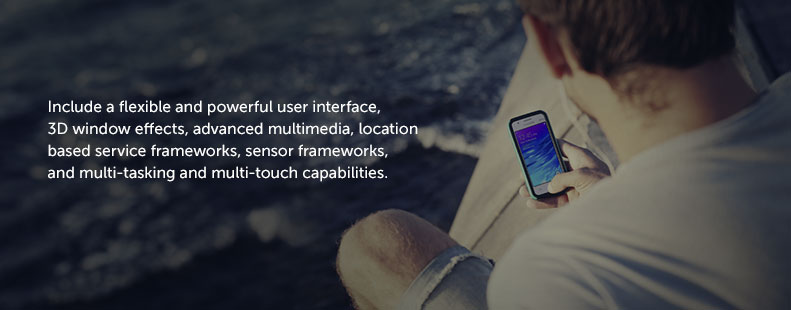 Include a flexible and powerful user interface,
3D window effects, advanced multimedia, location
based service frameworks, sensor frameworks,
and multi-tasking and multi-touch capabilities.